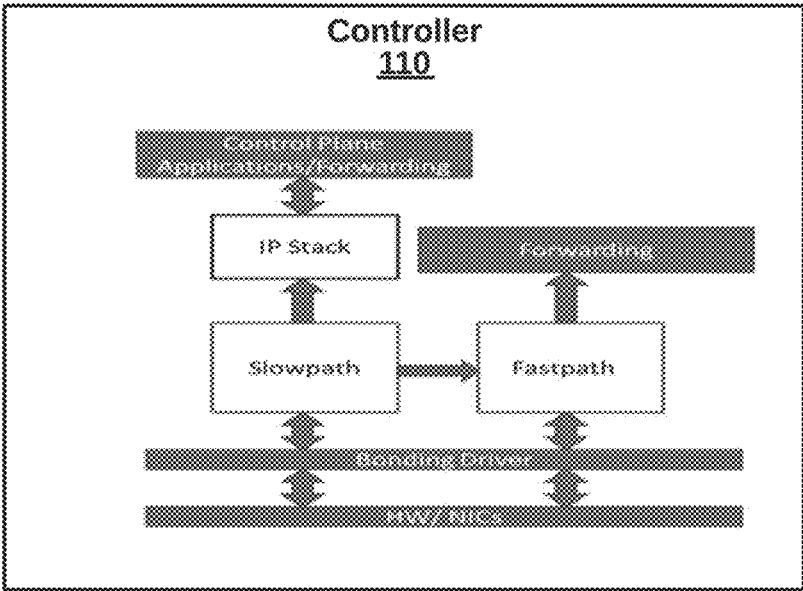 Controller
110
Control Plane
Applications/Forwarding
IP Stack
Forwarding
Slowpath
Fastpath
Bonding Driver
HW/ NICs